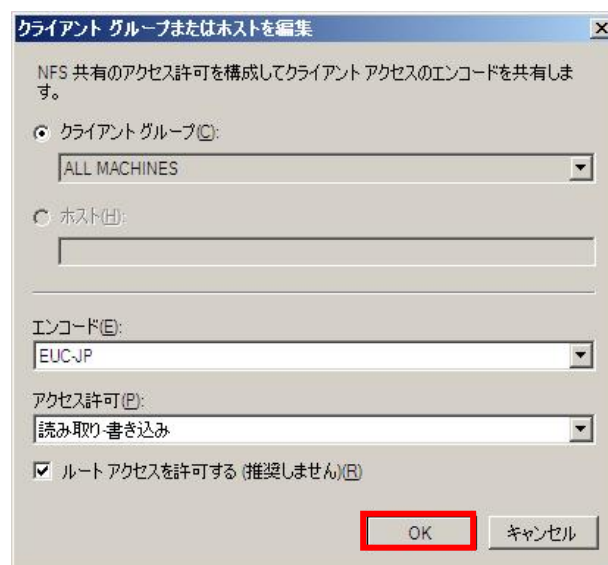 クライアント グループまたはホストを編集
NFS 共有のアクセス許可を構成してクライアント アクセスのエンコードを共有しま
す。
クライアント グループ(C):
ALL MACHINES
ホスト(H):
エンコード(E):
EUC-JP
アクセス許可(P):
読み取り-書き込み
ルート アクセスを許可する (推奨しません)(R)
OK キャンセル